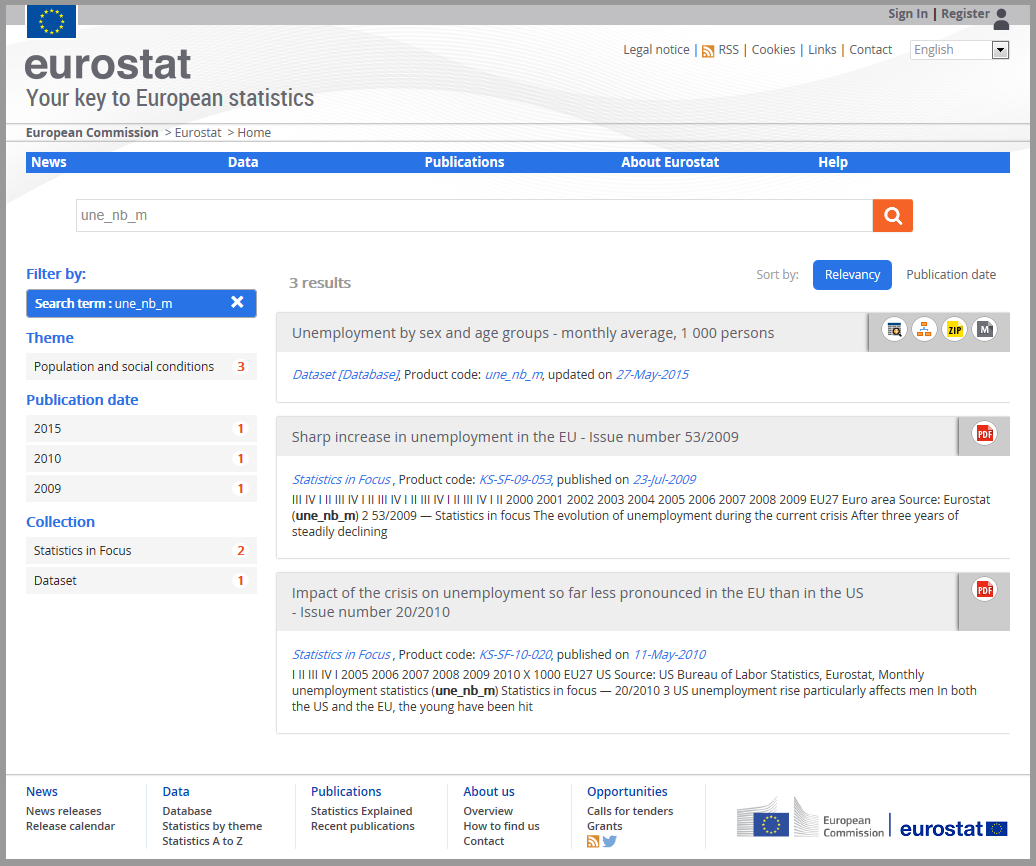 Sign In | Register
Legal notice | RSS | Cookies | Links | Contact English
eurostat
Your key to European statistics
European Commission > Eurostat > Home
News Data Publications About Eurostat Help
une_nb_m
Filter by:
Search term : une_nb_m
Theme
Population and social conditions 3
Publication date
2015 1
2010 1
2009 1
Collection
Statistics in Focus 2
Dataset 1
3 results
Sort by: Relevancy Publication date
Unemployment by sex and age groups - monthly average, 1 000 persons
ZIP M
Dataset [Database], Product code: une_nb_m, updated on 27-May-2015
Sharp increase in unemployment in the EU - Issue number 53/2009
PDF
Statistics in Focus , Product code: KS-SF-09-053, published on 23-Jul-2009
III IV I II III IV I II III IV I II III IV I II III IV I II 2000 2001 2002 2003 2004 2005 2006 2007 2008 2009 EU27 Euro area Source: Eurostat
(une_nb_m) 2 53/2009 — Statistics in focus The evolution of unemployment during the current crisis After three years of
steadily declining
Impact of the crisis on unemployment so far less pronounced in the EU than in the US
- Issue number 20/2010
PDF
Statistics in Focus , Product code: KS-SF-10-020, published on 11-May-2010
I II III IV I 2005 2006 2007 2008 2009 2010 X 1000 EU27 US Source: US Bureau of Labor Statistics, Eurostat, Monthly
unemployment statistics (une_nb_m) Statistics in focus — 20/2010 3 US unemployment rise particularly affects men In both
the US and the EU, the young have been hit
News
News releases
Release calendar
Data
Database
Statistics by theme
Statistics A to Z
Publications
Statistics Explained
Recent publications
About us
Overview
How to find us
Contact
Opportunities
Calls for tenders
Grants
European
Commission
eurostat